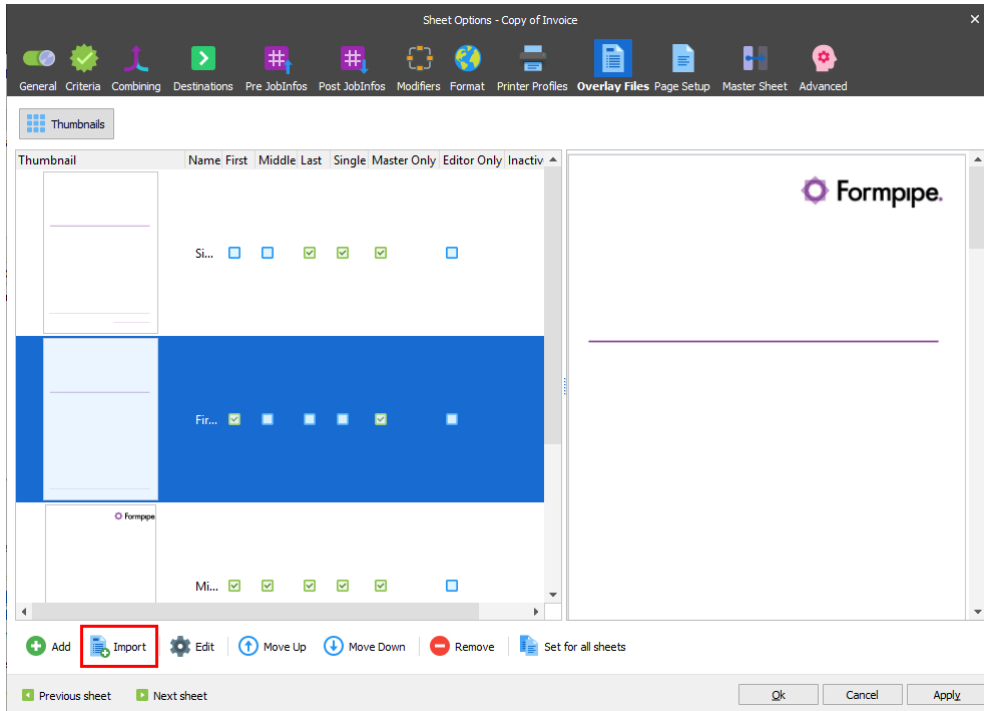 Sheet Options - Copy of Invoice
General Criteria Combining Destinations Pre JobInfos Post JobInfos Modifiers Format Printer Profiles Overlay Files Page Setup Master Sheet Advanced
Thumbnails
Thumbnail Name First Middle Last Single Master Only Editor Only Inactiv
Formpipe.
Si...
Fir...
Formpipe
Mi...
Add Import Edit Move Up Move Down Remove Set for all sheets
Previous sheet Next sheet Ok Cancel Apply